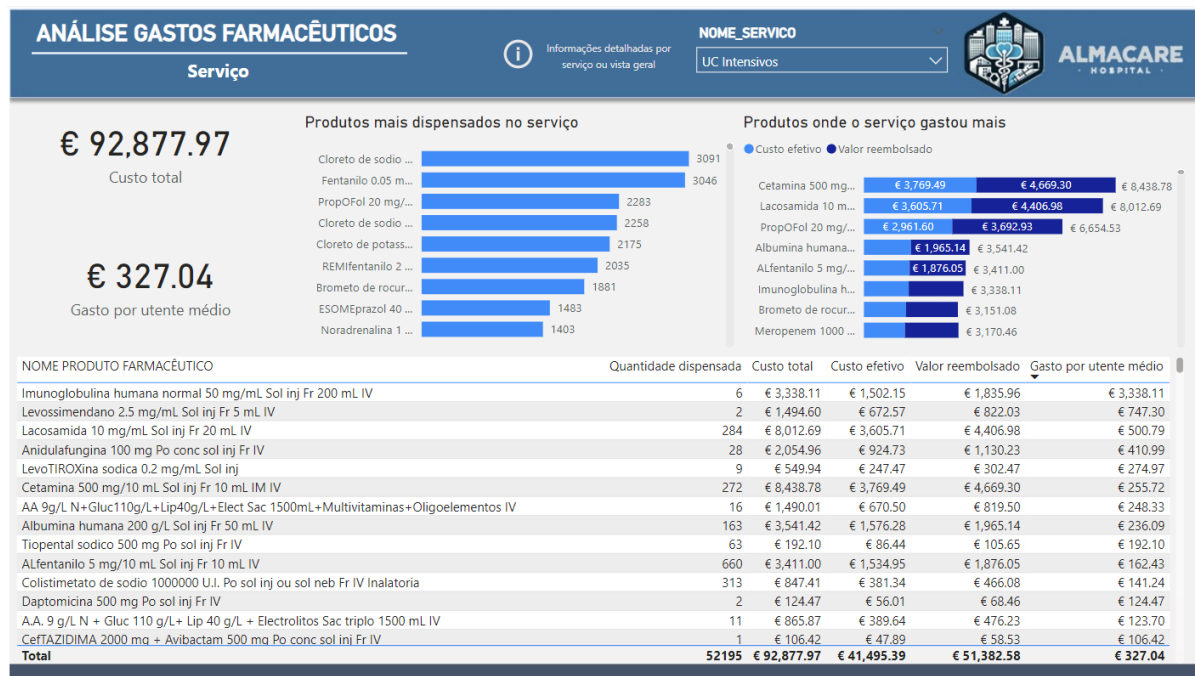 ANÁLISE GASTOS FARMACÊUTICOS
Serviço
Informações detalhadas por
serviço ou vista geral
NOME_SERVICO
UC Intensivos
ALMACARE
· HOSPITAL ·
€ 92,877.97
Custo total
€ 327.04
Gasto por utente médio
Produtos mais dispensados no serviço
Cloreto de sodio ... 3091
Fentanilo 0.05 m... 3046
PropOFol 20 mg/... 2283
Cloreto de sodio ... 2258
Cloreto de potass... 2175
REMIfentanilo 2 ... 2035
Brometo de rocur... 1881
ESOMEprazol 40 ... 1483
Noradrenalina 1 ... 1403
Produtos onde o serviço gastou mais
Custo efetivo Valor reembolsado
Cetamina 500 mg... € 3,769.49 € 4,669.30 € 8,438.78
Lacosamida 10 m... € 3,605.71 € 4,406.98 € 8,012.69
PropOFol 20 mg/... € 2,961.60 € 3,692.93 € 6,654.53
Albumina humana... € 1,965.14 € 3,541.42
ALfentanilo 5 mg/... € 1,876.05 € 3,411.00
Imunoglobulina h... € 3,338.11
Brometo de rocur... € 3,151.08
Meropenem 1000 ... € 3,170.46
NOME PRODUTO FARMACÊUTICO Quantidade dispensada Custo total Custo efetivo Valor reembolsado Gasto por utente médio
Imunoglobulina humana normal 50 mg/mL Sol inj Fr 200 mL IV 6 € 3,338.11 € 1,502.15 € 1,835.96 € 3,338.11
Levossimendano 2.5 mg/mL Sol inj Fr 5 mL IV 2 € 1,494.60 € 672.57 € 822.03 € 747.30
Lacosamida 10 mg/mL Sol inj Fr 20 mL IV 284 € 8,012.69 € 3,605.71 € 4,406.98 € 500.79
Anidulafungina 100 mg Po conc sol inj Fr IV 28 € 2,054.96 € 924.73 € 1,130.23 € 410.99
LevoTIROXina sodica 0.2 mg/mL Sol inj 9 € 549.94 € 247.47 € 302.47 € 274.97
Cetamina 500 mg/10 mL Sol inj Fr 10 mL IM IV 272 € 8,438.78 € 3,769.49 € 4,669.30 € 255.72
AA 9g/L N+Gluc110g/L+Lip40g/L+Elect Sac 1500mL+Multivitaminas+Oligoelementos IV 16 € 1,490.01 € 670.50 € 819.50 € 248.33
Albumina humana 200 g/L Sol inj Fr 50 mL IV 163 € 3,541.42 € 1,576.28 € 1,965.14 € 236.09
Tiopental sodico 500 mg Po sol inj Fr IV 63 € 192.10 € 86.44 € 105.65 € 192.10
ALfentanilo 5 mg/10 mL Sol inj Fr 10 mL IV 660 € 3,411.00 € 1,534.95 € 1,876.05 € 162.43
Colistimetato de sodio 1000000 U.I. Po sol inj ou sol neb Fr IV Inalatoria 313 € 847.41 € 381.34 € 466.08 € 141.24
Daptomicina 500 mg Po sol inj Fr IV 2 € 124.47 € 56.01 € 68.46 € 124.47
A.A. 9 g/L N + Gluc 110 g/L+ Lip 40 g/L + Electrolitos Sac triplo 1500 mL IV 11 € 865.87 € 389.64 € 476.23 € 123.70
CefTAZIDIMA 2000 mg + Avibactam 500 mg Po conc sol inj Fr IV 1 € 106.42 € 47.89 € 58.53 € 106.42
Total 52195 € 92,877.97 € 41,495.39 € 51,382.58 € 327.04